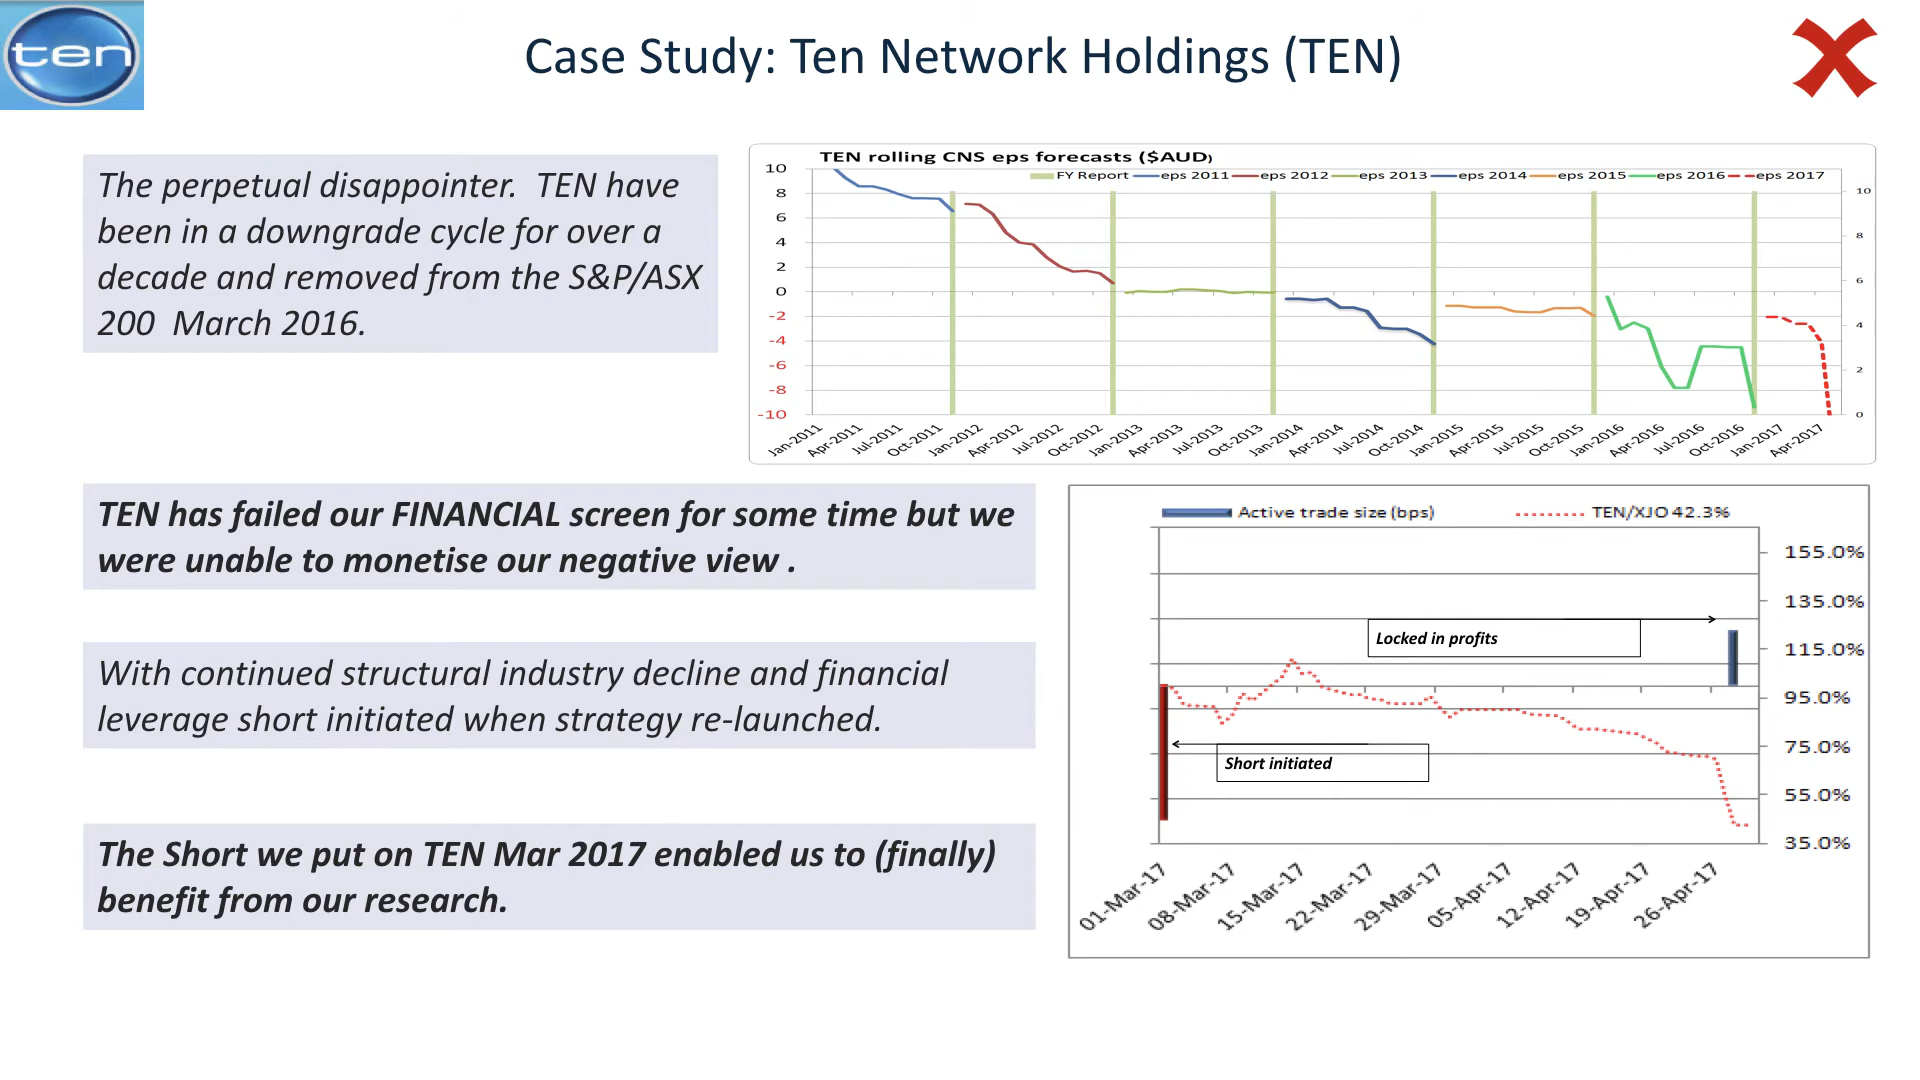 ten
Case Study: Ten Network Holdings (TEN)
The perpetual disappointer.  TEN have
been in a downgrade cycle for over a
decade and removed from the S&P/ASX
200  March 2016.
TEN rolling CNS eps forecasts ($AUD)
FY Report eps 2011 eps 2012 eps 2013 eps 2014 eps 2015 eps 2016 eps 2017
10
8
6
4
2
0
-2
-4
-6
-8
-10
10
8
6
4
2
0
Jan-2011 Apr-2011 Jul-2011 Oct-2011 Jan-2012 Apr-2012 Jul-2012 Oct-2012 Jan-2013 Apr-2013 Jul-2013 Oct-2013 Jan-2014 Apr-2014 Jul-2014 Oct-2014 Jan-2015 Apr-2015 Jul-2015 Oct-2015 Jan-2016 Apr-2016 Jul-2016 Oct-2016 Jan-2017 Apr-2017
TEN has failed our FINANCIAL screen for some time but we
were unable to monetise our negative view .
With continued structural industry decline and financial
leverage short initiated when strategy re-launched.
The Short we put on TEN Mar 2017 enabled us to (finally)
benefit from our research.
Active trade size (bps) TEN/XJO 42.3%
155.0%
135.0%
115.0%
95.0%
75.0%
55.0%
35.0%
Locked in profits
Short initiated
01-Mar-17 08-Mar-17 15-Mar-17 22-Mar-17 29-Mar-17 05-Apr-17 12-Apr-17 19-Apr-17 26-Apr-17